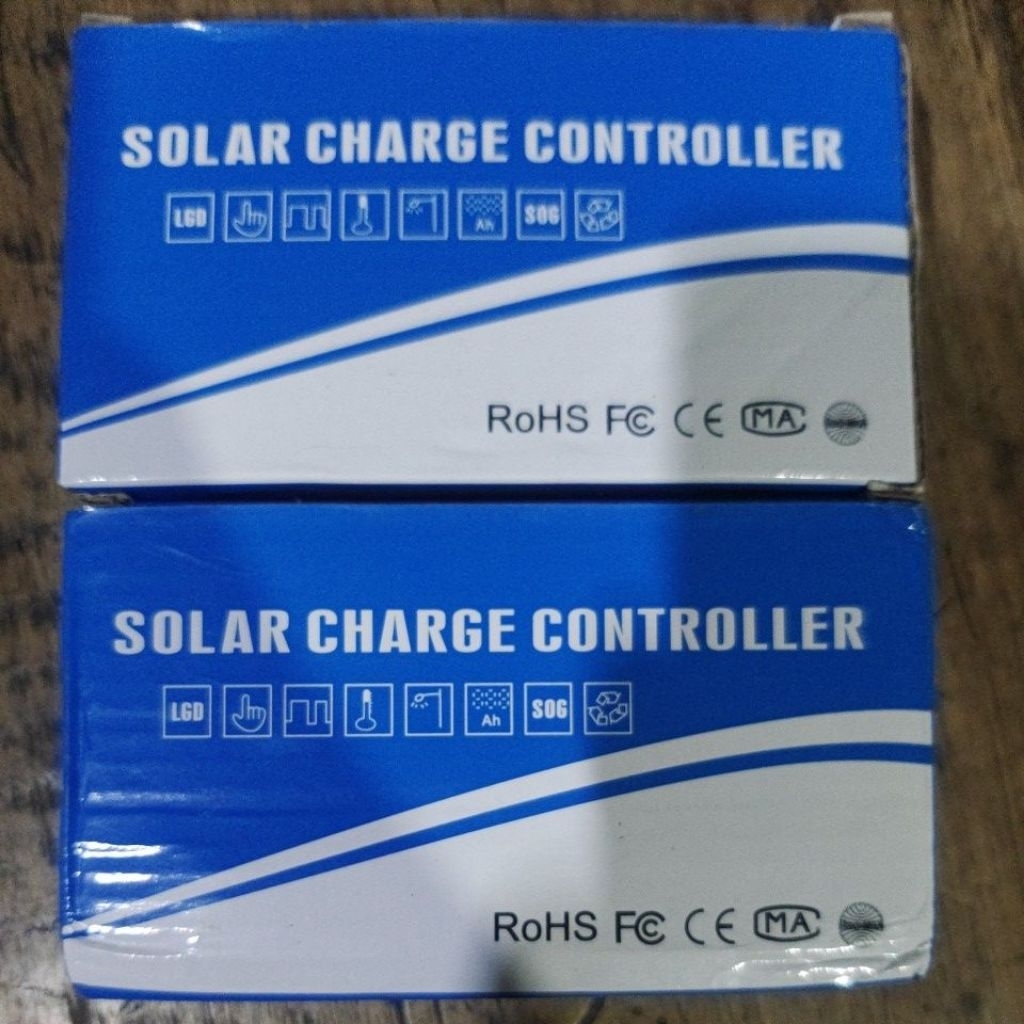 SOLAR CHARGE CONTROLLER
LGD Ah SOG
RoHS FC CE MA
SOLAR CHARGE CONTROLLER
LGD Ah SOG
RoHS FC CE MA